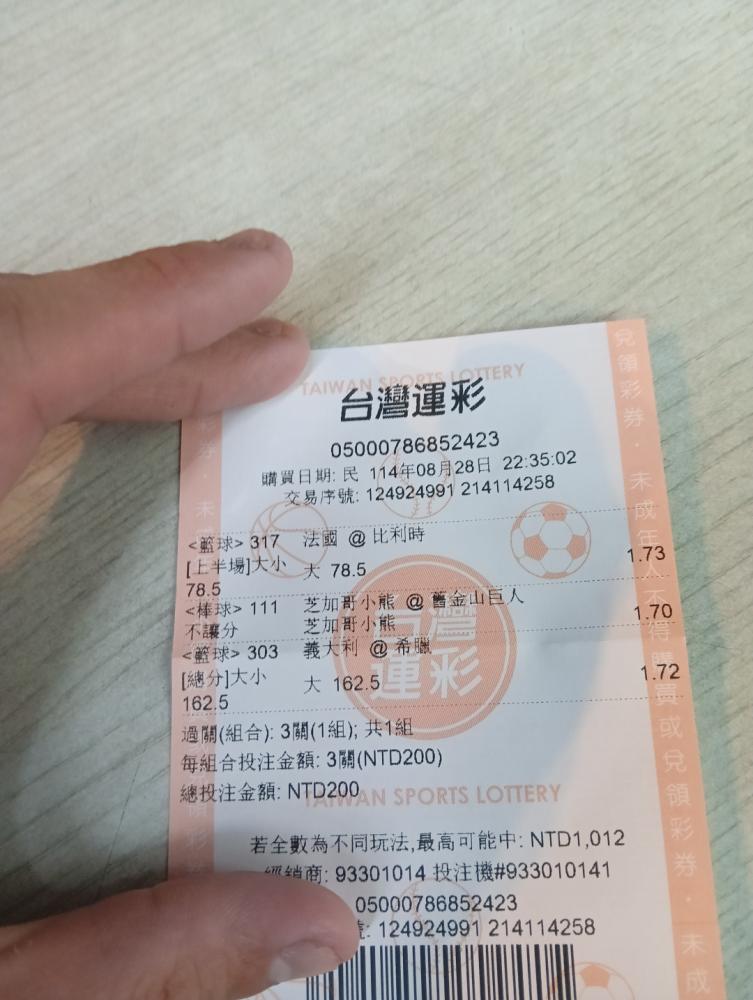 TAIWAN SPORTS LOTTERY
台灣運彩
05000786852423
購買日期: 民 114年08月28日 22:35:02
交易序號: 124924991 214114258
<籃球> 317 法國 @ 比利時
[上半場]大小 大 78.5 1.73
78.5
<棒球> 111 芝加哥小熊 @ 舊金山巨人
不讓分 芝加哥小熊 1.70
<籃球> 303 義大利 @ 希臘
[總分]大小 大 162.5 1.72
162.5
台灣運彩
過關(組合): 3關(1組); 共1組
每組合投注金額: 3關(NTD200)
總投注金額: NTD200
TAIWAN SPORTS LOTTERY
若全數為不同玩法,最高可能中: NTD1,012
經銷商: 93301014 投注機#933010141
05000786852423
號: 124924991 214114258
彩券 · 未成
兌領彩券 · 未成年人不得購買或兌領彩券 · 未成